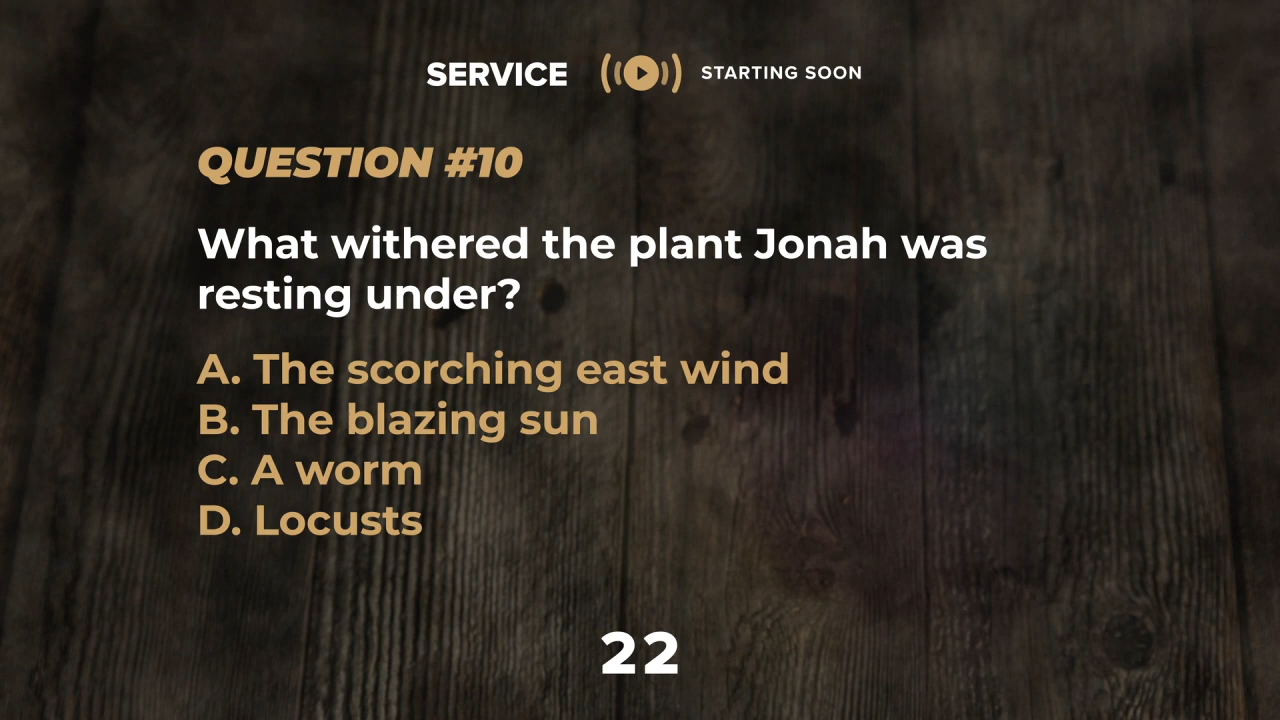 SERVICE STARTING SOON
QUESTION #10
What withered the plant Jonah was
resting under?
A. The scorching east wind
B. The blazing sun
C. A worm
D. Locusts
22